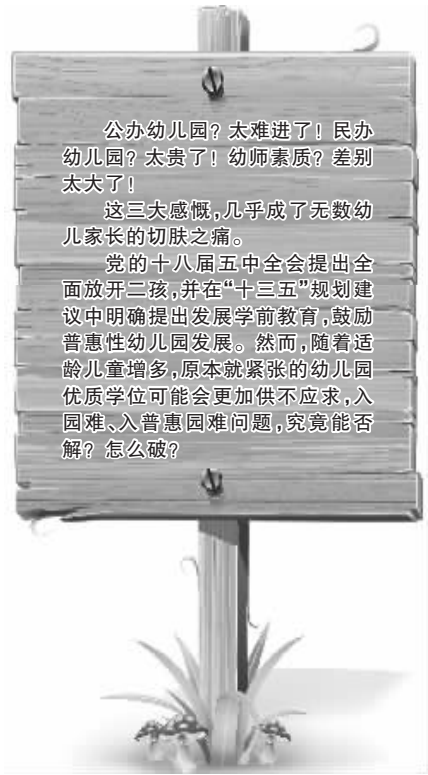 公办幼儿园?太难进了!民办
幼儿园?太贵了!幼师素质?差别
太大了!
这三大感慨,几乎成了无数幼
儿家长的切肤之痛。
党的十八届五中全会提出全
面放开二孩,并在“十三五”规划建
议中明确提出发展学前教育,鼓励
普惠性幼儿园发展。然而,随着适
龄儿童增多,原本就紧张的幼儿园
优质学位可能会更加供不应求,入
园难、入普惠园难问题,究竟能否
解?怎么破?